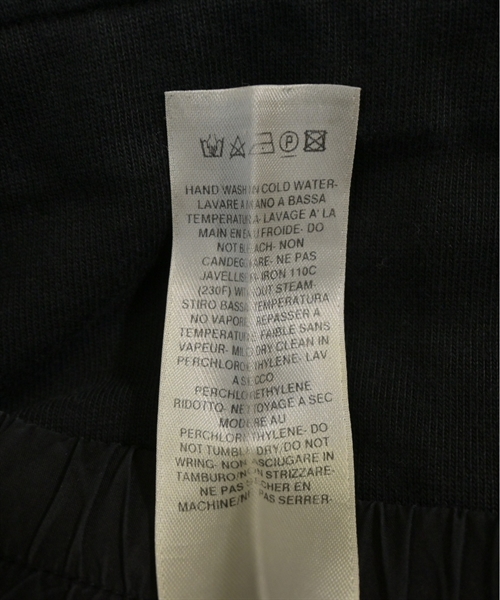 HAND WASH IN COLD WATER-
LAVARE A MANO A BASSA
TEMPERATURA- LAVAGE A' LA
MAIN EN EAU FROIDE- DO
NOT BLEACH- NON
CANDEGGIARE- NE PAS
JAVELLISER- IRON 110C
(230F) WITHOUT STEAM-
STIRO BASSA TEMPERATURA
NO VAPORE- REPASSER A
TEMPERATURE FAIBLE SANS
VAPEUR- MILD DRY CLEAN IN
PERCHLOROETHYLENE- LAV
A SECCO
PERCHLOROETHYLENE
RIDOTTO- NETTOYAGE A SEC
MODERE AU
PERCHLORETHYLENE- DO
NOT TUMBLE DRY/DO NOT
WRING- NON ASCIUGARE IN
TAMBURO/NON STRIZZARE-
NE PAS SECHER EN
MACHINE/NE PAS SERRER-